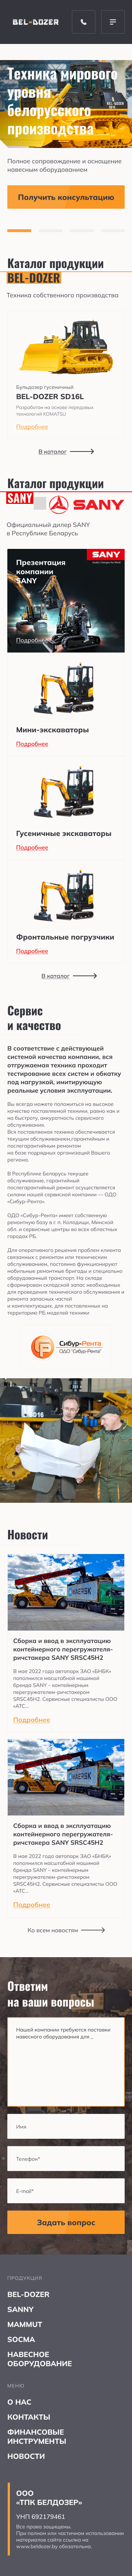 BEL-DOZER
Техника мирового
уровня
белорусского
производства
Полное сопровождение и оснащение
навесным оборудованием
Получить консультацию
Каталог продукции
BEL-DOZER
Техника собственного производства
Бульдозер гусеничный
BEL-DOZER SD16L
Разработан на основе передовых
технологий KOMATSU
Подробнее
В каталог
Каталог продукции
SANY
SANY
Официальный дилер SANY
в Республике Беларусь
SANY
Презентация
компании
SANY
Подробнее
Мини-экскаваторы
Подробнее
Гусеничные экскаваторы
Подробнее
Фронтальные погрузчики
Подробнее
В каталог
Сервис
и качество
В соответствие с действующей
системой качества компании, вся
отгружаемая техника проходит
тестирование всех систем и обкатку
под нагрузкой, имитирующую
реальные условия эксплуатации.
Вы всегда можете положиться на высокое
качество поставляемой техники, равно как и
на быстроту, аккуратность сервисного
обслуживания.
Вся поставляемая техника обеспечивается
текущим обслуживанием,гарантийным и
постгарантийным ремонтом
на базе подрядных организаций Вашего
региона.
В Республике Беларусь текущее
обслуживание, гарантийный
послегарантийный ремонт осуществляется
силами нашей сервисной компании — ОДО
«Сибур-Рента».
ОДО «Сибур-Рента» имеет собственную
ремонтную базу в г. п. Колодищи, Минской
обл. и сервисные центры во всех областных
городах РБ.
Для оперативного решения проблем клиента
связанных с ремонтом или техническим
обслуживанием, постоянно функционируют
мобильные ремонтные бригады и специально
оборудованный транспорт. На складе
сформирован складской запас необходимых
для проведения технического обслуживания и
ремонта запасных частей
и комплектующих, для поставленных на
территорию РБ моделей техники
Сибур-Рента
ОДО "Сибур-Рента"
Новости
Сборка и ввод в эксплуатацию
контейнерного перегружателя-
ричстакера SANY SRSC45H2
В мае 2022 года автопарк ЗАО «БНБК»
пополнился масштабной машиной
бренда SANY – контейнерным
перегружателем-ричстакером
SRSC45H2. Сервисные специалисты ООО
«АТС...
Подробнее
Сборка и ввод в эксплуатацию
контейнерного перегружателя-
ричстакера SANY SRSC45H2
В мае 2022 года автопарк ЗАО «БНБК»
пополнился масштабной машиной
бренда SANY – контейнерным
перегружателем-ричстакером
SRSC45H2. Сервисные специалисты ООО
«АТС...
Подробнее
Ко всем новостям
Ответим
на ваши вопросы
Нашей компании требуются поставки
навесного оборудования для _
Имя
Телефон*
E-mail*
Задать вопрос
ПРОДУКЦИЯ
BEL-DOZER
SANNY
MAMMUT
SOCMA
НАВЕСНОЕ
ОБОРУДОВАНИЕ
МЕНЮ
О НАС
КОНТАКТЫ
ФИНАНСОВЫЕ
ИНСТРУМЕНТЫ
НОВОСТИ
ООО
«ТПК БЕЛДОЗЕР»
УНП 692179461
Все права защищены.
При полном или частичном использовании
материалов сайта ссылка на
www.beldozer.by обязательна.